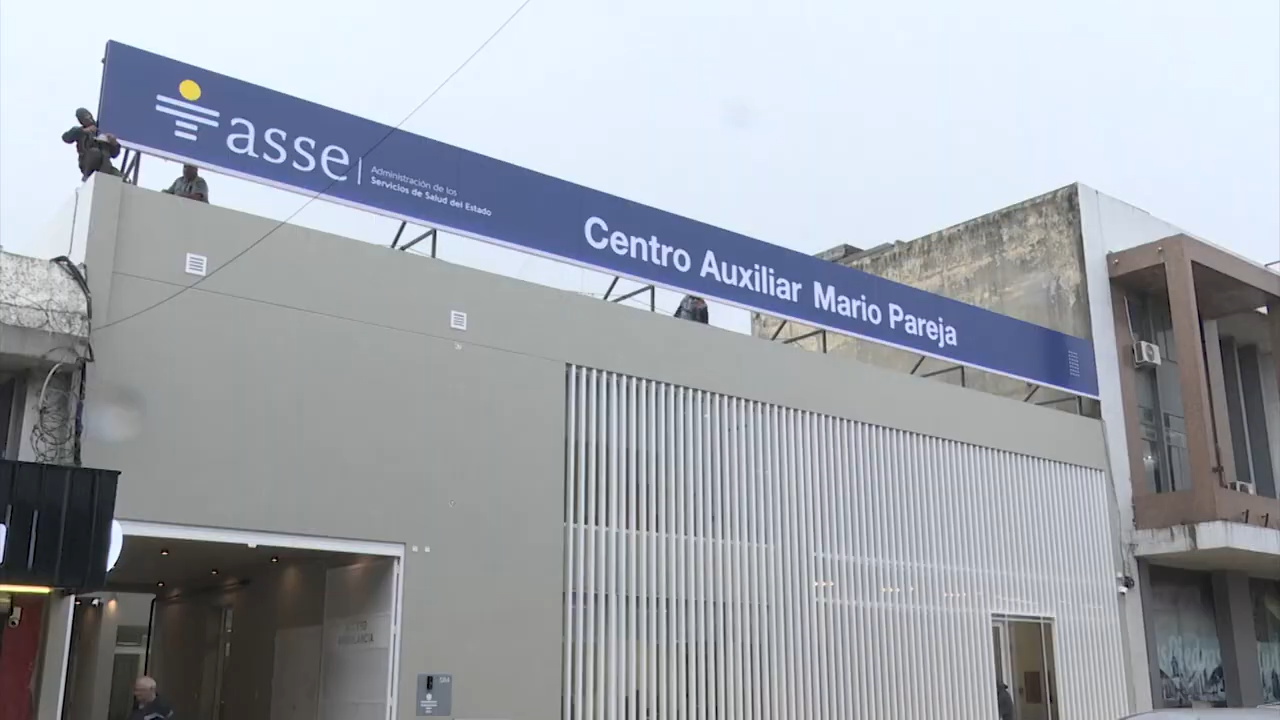 asse
Administración de los
Servicios de Salud del Estado
Centro Auxiliar Mario Pareja